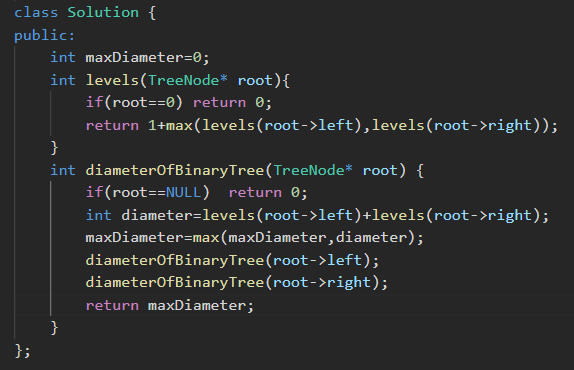 class Solution {
public:
    int maxDiameter=0;
    int levels(TreeNode* root){
        if(root==0) return 0;
        return 1+max(levels(root->left),levels(root->right));
    }
    int diameterOfBinaryTree(TreeNode* root) {
        if(root==NULL)  return 0;
        int diameter=levels(root->left)+levels(root->right);
        maxDiameter=max(maxDiameter,diameter);
        diameterOfBinaryTree(root->left);
        diameterOfBinaryTree(root->right);
        return maxDiameter;
    }
};